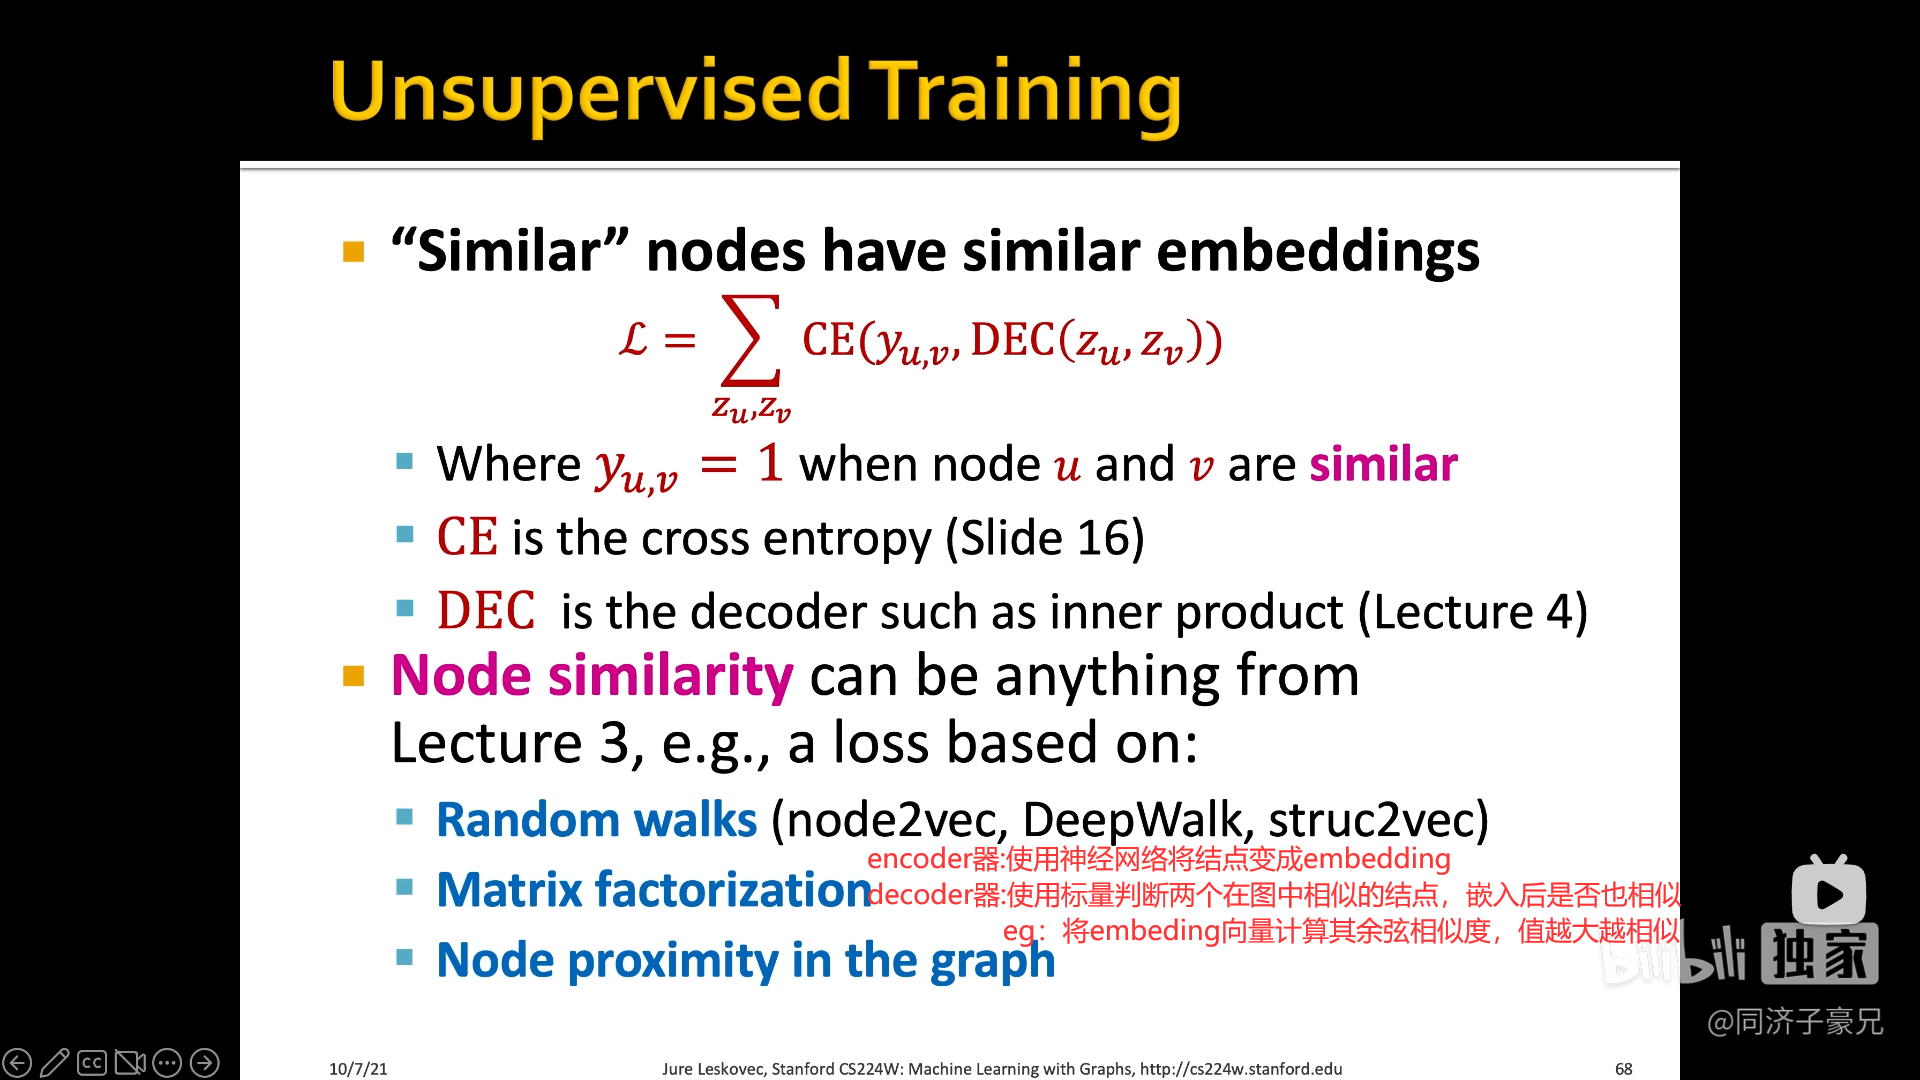 Unsupervised Training
“Similar” nodes have similar embeddings
ℒ = ∑ CE(y_{u,v}, DEC(z_u, z_v))
z_u,z_v
Where y_{u,v} = 1 when node u and v are similar
CE is the cross entropy (Slide 16)
DEC is the decoder such as inner product (Lecture 4)
Node similarity can be anything from
Lecture 3, e.g., a loss based on:
Random walks (node2vec, DeepWalk, struc2vec)
encoder器:使用神经网络将结点变成embedding
Matrix factorization
decoder器:使用标量判断两个在图中相似的结点，嵌入后是否也相似
eg：将embeding向量计算其余弦相似度，值越大越相似
Node proximity in the graph
bilibili 独家
@同济子豪兄
CC
10/7/21
Jure Leskovec, Stanford CS224W: Machine Learning with Graphs, http://cs224w.stanford.edu
68